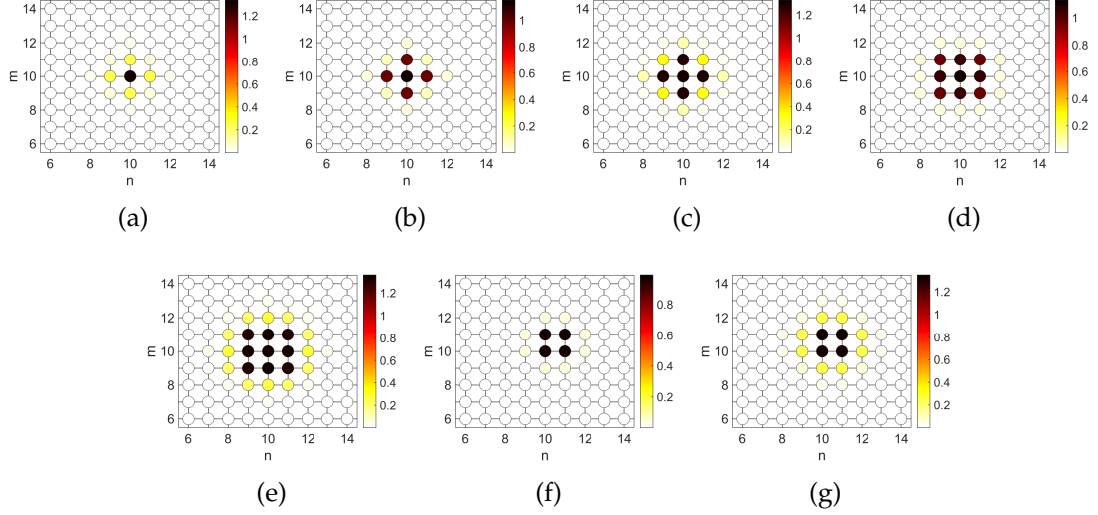 14 12 10 8 6 m 6 8 10 12 14 n 1.2 1 0.8 0.6 0.4 0.2
14 12 10 8 6 m 6 8 10 12 14 n 1 0.8 0.6 0.4 0.2
14 12 10 8 6 m 6 8 10 12 14 n 1.2 1 0.8 0.6 0.4 0.2
14 12 10 8 6 m 6 8 10 12 14 n 1 0.8 0.6 0.4 0.2
(a) (b) (c) (d)
14 12 10 8 6 m 6 8 10 12 14 n 1.2 1 0.8 0.6 0.4 0.2
14 12 10 8 6 m 6 8 10 12 14 n 0.8 0.6 0.4 0.2
14 12 10 8 6 m 6 8 10 12 14 n 1.2 1 0.8 0.6 0.4 0.2
(e) (f) (g)